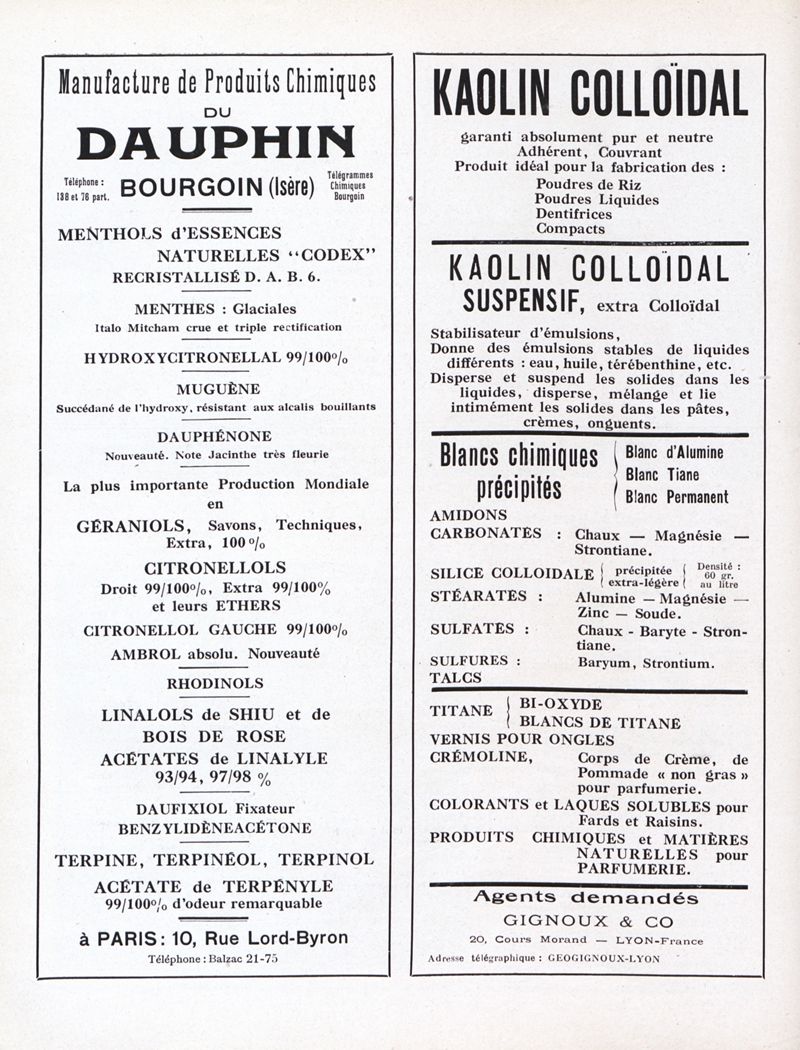 Manufacture de Produits Chimiques
DU
DAUPHIN
Téléphone :
138 et 76 part.
BOURGOIN (Isère)
Télégrammes
Chimiques
Bourgoin
MENTHOLS d'ESSENCES
NATURELLES "CODEX"
RECRISTALLISÉ D. A. B. 6.
MENTHES : Glaciales
Italo Mitcham crue et triple rectification
HYDROXYCITRONELLAL 99/100%
MUGUÈNE
Succédané de l'hydroxy, résistant aux alcalis bouillants
DAUPHÉNONE
Nouveauté. Note Jacinthe très fleurie
La plus importante Production Mondiale
en
GÉRANIOLS, Savons, Techniques,
Extra, 100 %
CITRONELLOLS
Droit 99/100%, Extra 99/100%
et leurs ETHERS
CITRONELLOL GAUCHE 99/100%
AMBROL absolu. Nouveauté
RHODINOLS
LINALOLS de SHIU et de
BOIS DE ROSE
ACÉTATES de LINALYLE
93/94, 97/98 %
DAUFIXIOL Fixateur
BENZYLIDÈNEACÉTONE
TERPINE, TERPINÉOL, TERPINOL
ACÉTATE de TERPÉNYLE
99/100% d'odeur remarquable
à PARIS : 10, Rue Lord-Byron
Téléphone : Balzac 21-75
KAOLIN COLLOÏDAL
garanti absolument pur et neutre
Adhérent, Couvrant
Produit idéal pour la fabrication des :
Poudres de Riz
Poudres Liquides
Dentifrices
Compacts
KAOLIN COLLOÏDAL
SUSPENSIF, extra Colloïdal
Stabilisateur d'émulsions,
Donne des émulsions stables de liquides
différents : eau, huile, térébenthine, etc.
Disperse et suspend les solides dans les
liquides, disperse, mélange et lie
intimément les solides dans les pâtes,
crèmes, onguents.
Blancs chimiques
précipités
Blanc d'Alumine
Blanc Tiane
Blanc Permanent
AMIDONS
CARBONATES : Chaux — Magnésie —
Strontiane.
SILICE COLLOIDALE
précipitée
extra-légère
Densité :
60 gr.
au litre
STÉARATES : Alumine — Magnésie —
Zinc — Soude.
SULFATES : Chaux - Baryte - Stron-
tiane.
SULFURES : Baryum, Strontium.
TALCS
TITANE
BI-OXYDE
BLANCS DE TITANE
VERNIS POUR ONGLES
CRÉMOLINE, Corps de Crème, de
Pommade « non gras »
pour parfumerie.
COLORANTS et LAQUES SOLUBLES pour
Fards et Raisins.
PRODUITS CHIMIQUES et MATIÈRES
NATURELLES pour
PARFUMERIE.
Agents demandés
GIGNOUX & CO
20, Cours Morand — LYON-France
Adresse télégraphique : GEOGIGNOUX-LYON